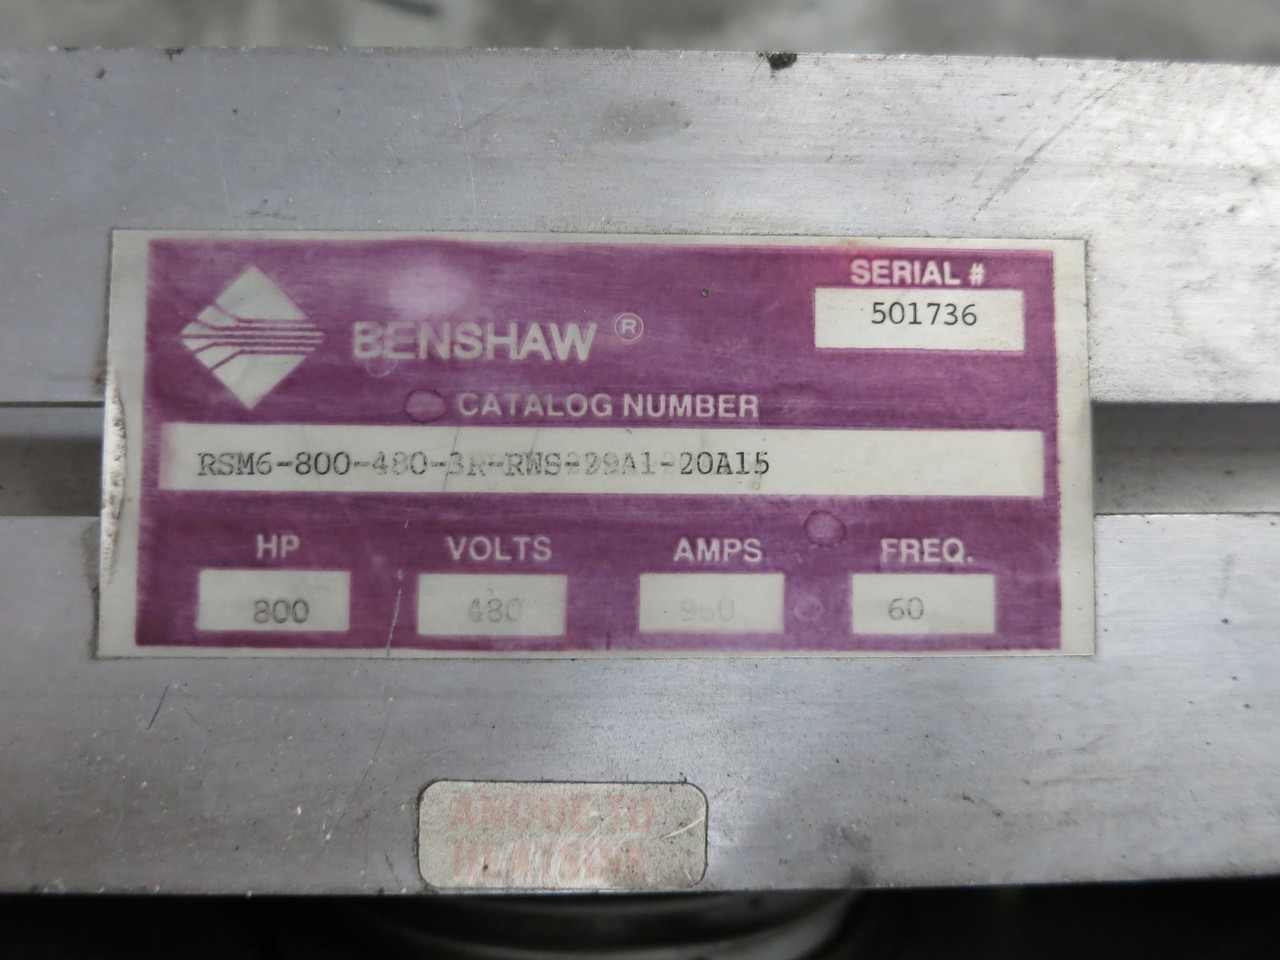 SERIAL #
501736
BENSHAW ®
CATALOG NUMBER
RSM6-800-480-3R-RWS-229A1-20A15
HP VOLTS AMPS FREQ.
800 480 960 60
ANODE TO
HEATSINK